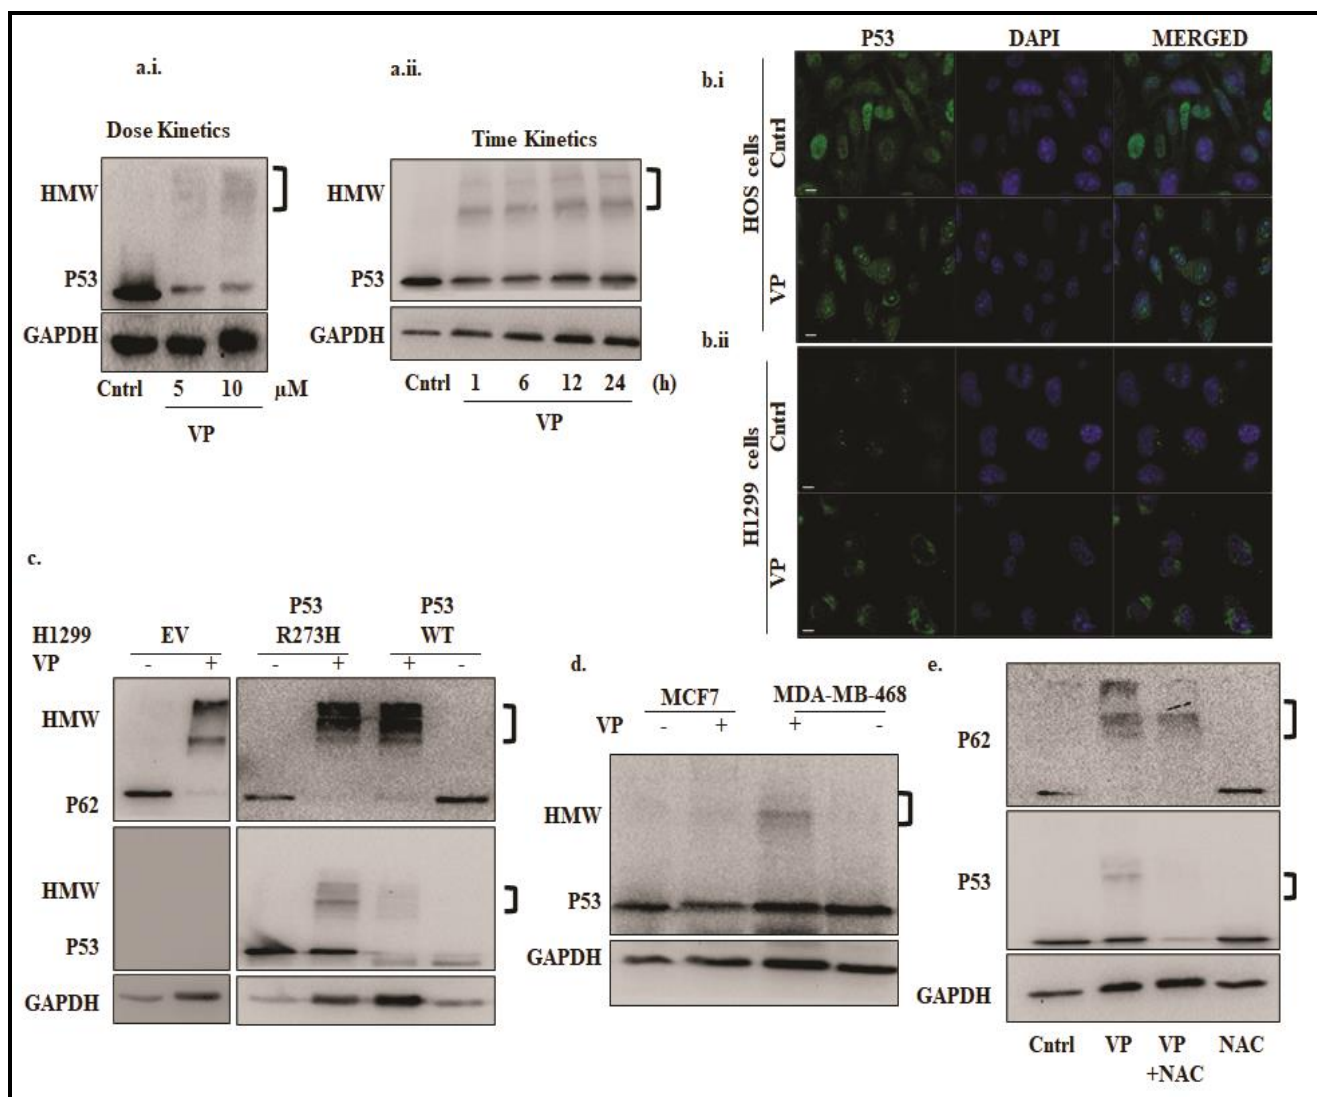 a.i.
Dose Kinetics
HMW
P53
GAPDH
Cntrl 5 10 µM
VP
a.ii.
Time Kinetics
HMW
P53
GAPDH
Cntrl 1 6 12 24 (h)
VP
P53 DAPI MERGED
b.i
HOS cells
Cntrl
VP
b.ii
H1299 cells
Cntrl
VP
c.
P53 P53
H1299 EV R273H WT
VP - + - + + -
HMW
P62
HMW
P53
GAPDH
d.
MCF7 MDA-MB-468
VP - + + -
HMW
P53
GAPDH
e.
P62
P53
GAPDH
Cntrl VP VP NAC
+NAC